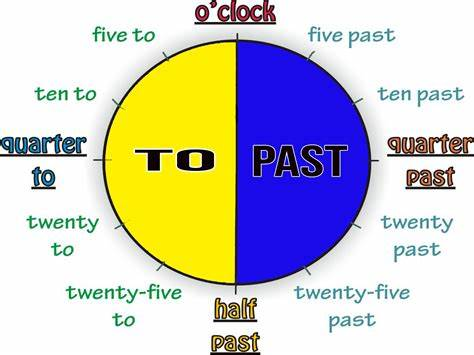 o'clock
five to
five past
ten to
ten past
quarter
to
TO
PAST
quarter
past
twenty
to
twenty
past
twenty-five
to
half
past
twenty-five
past